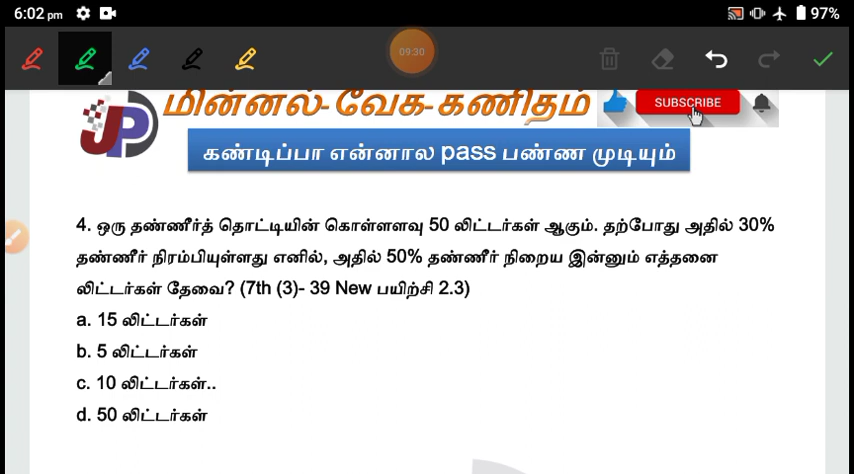 6:02 pm
97%
09:30
JP
மின்னல்-வேக-கணிதம்
SUBSCRIBE
கண்டிப்பா என்னால pass பண்ண முடியும்
4. ஒரு தண்ணீர்த் தொட்டியின் கொள்ளளவு 50 லிட்டர்கள் ஆகும். தற்போது அதில் 30%
தண்ணீர் நிரம்பியுள்ளது எனில், அதில் 50% தண்ணீர் நிறைய இன்னும் எத்தனை
லிட்டர்கள் தேவை? (7th (3)- 39 New பயிற்சி 2.3)
a. 15 லிட்டர்கள்
b. 5 லிட்டர்கள்
c. 10 லிட்டர்கள்..
d. 50 லிட்டர்கள்